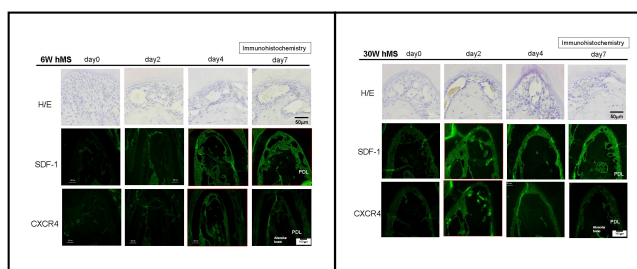 Immunohistochemistry
6W hMS day0 day2 day4 day7
H/E
50μm
SDF-1
PDL
CXCR4
PDL
Alveolar bone
Immunohistochemistry
30W hMS day0 day2 day4 day7
H/E
50μm
SDF-1
PDL
CXCR4
PDL
Alveolar bone